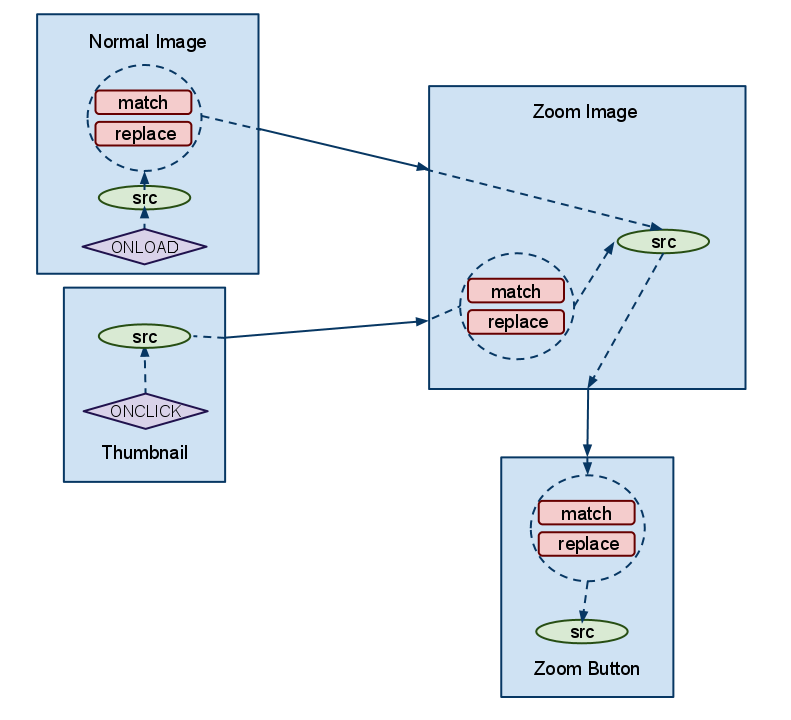 Normal Image
match
replace
src
ONLOAD
src
ONCLICK
Thumbnail
Zoom Image
src
match
replace
match
replace
src
Zoom Button